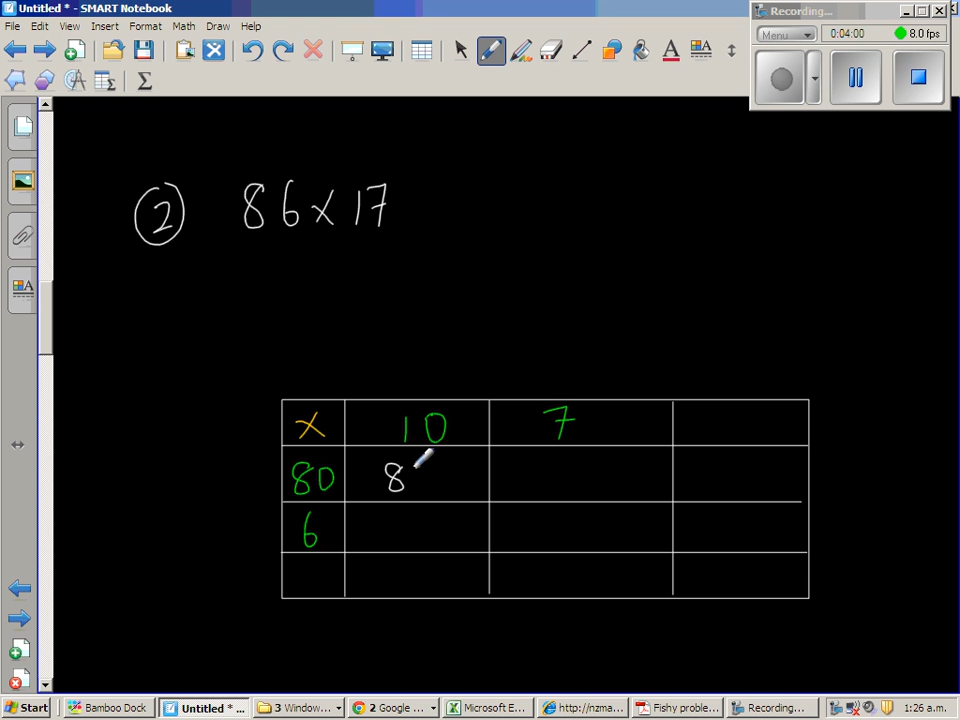 Untitled * - SMART Notebook
File Edit View Insert Format Math Draw Help
Recording...
Menu 0:04:00 8.0 fps
2 86 x 17
x 10 7
80 8
6
Start Bamboo Dock Untitled * ... 3 Window... 2 Google ... Microsoft E... http://nzma... Fishy proble... Recording... 1:26 a.m.